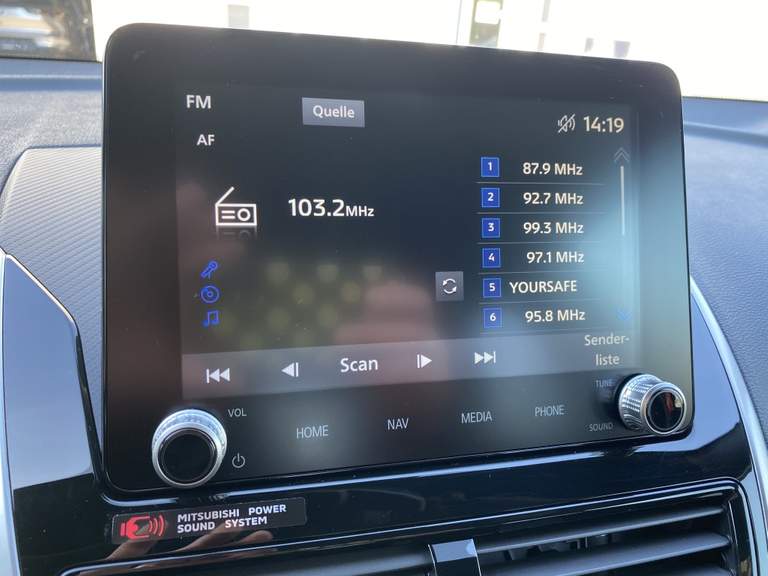 FM
Quelle
14:19
AF
103.2MHz
1 87.9 MHz
2 92.7 MHz
3 99.3 MHz
4 97.1 MHz
5 YOURSAFE
6 95.8 MHz
Scan
Sender-
liste
VOL
HOME
NAV
MEDIA
PHONE
TUNE
SOUND
MITSUBISHI POWER
SOUND SYSTEM